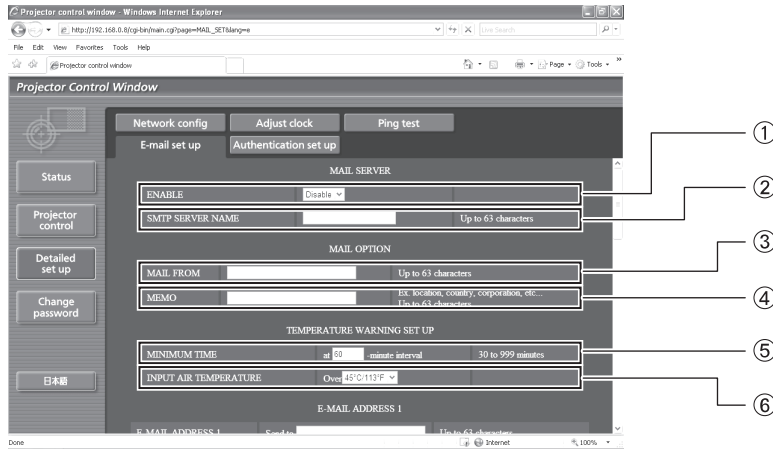 Projector control window - Windows Internet Explorer
http://192.168.0.8/cgi-bin/main.cgi?page=MAIL_SET&lang=e
Live Search
File Edit View Favorites Tools Help
Projector control window
Page Tools
Projector Control Window
Network config Adjust clock Ping test
E-mail set up Authentication set up
Status
Projector control
Detailed set up
Change password
日本語
MAIL SERVER
ENABLE Disable
①
SMTP SERVER NAME Up to 63 characters
②
MAIL OPTION
MAIL FROM Up to 63 characters
③
MEMO Ex. location, country, corporation, etc...
Up to 63 characters
④
TEMPERATURE WARNING SET UP
MINIMUM TIME at 60 -minute interval 30 to 999 minutes
⑤
INPUT AIR TEMPERATURE Over 45°C/113°F
⑥
E-MAIL ADDRESS 1
E-MAIL ADDRESS 1 Send to Up to 63 characters
Done Internet 100%